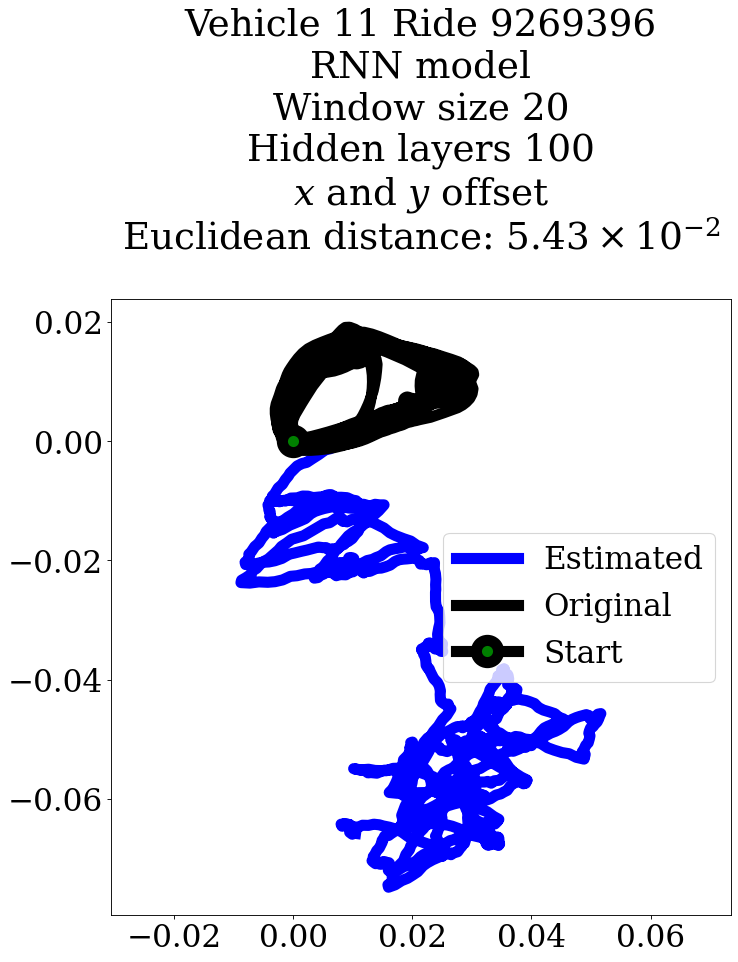 Vehicle 11 Ride 9269396
RNN model
Window size 20
Hidden layers 100
x and y offset
Euclidean distance: 5.43 × 10⁻²
0.02
0.00
−0.02
−0.04
−0.06
Estimated
Original
Start
−0.02 0.00 0.02 0.04 0.06